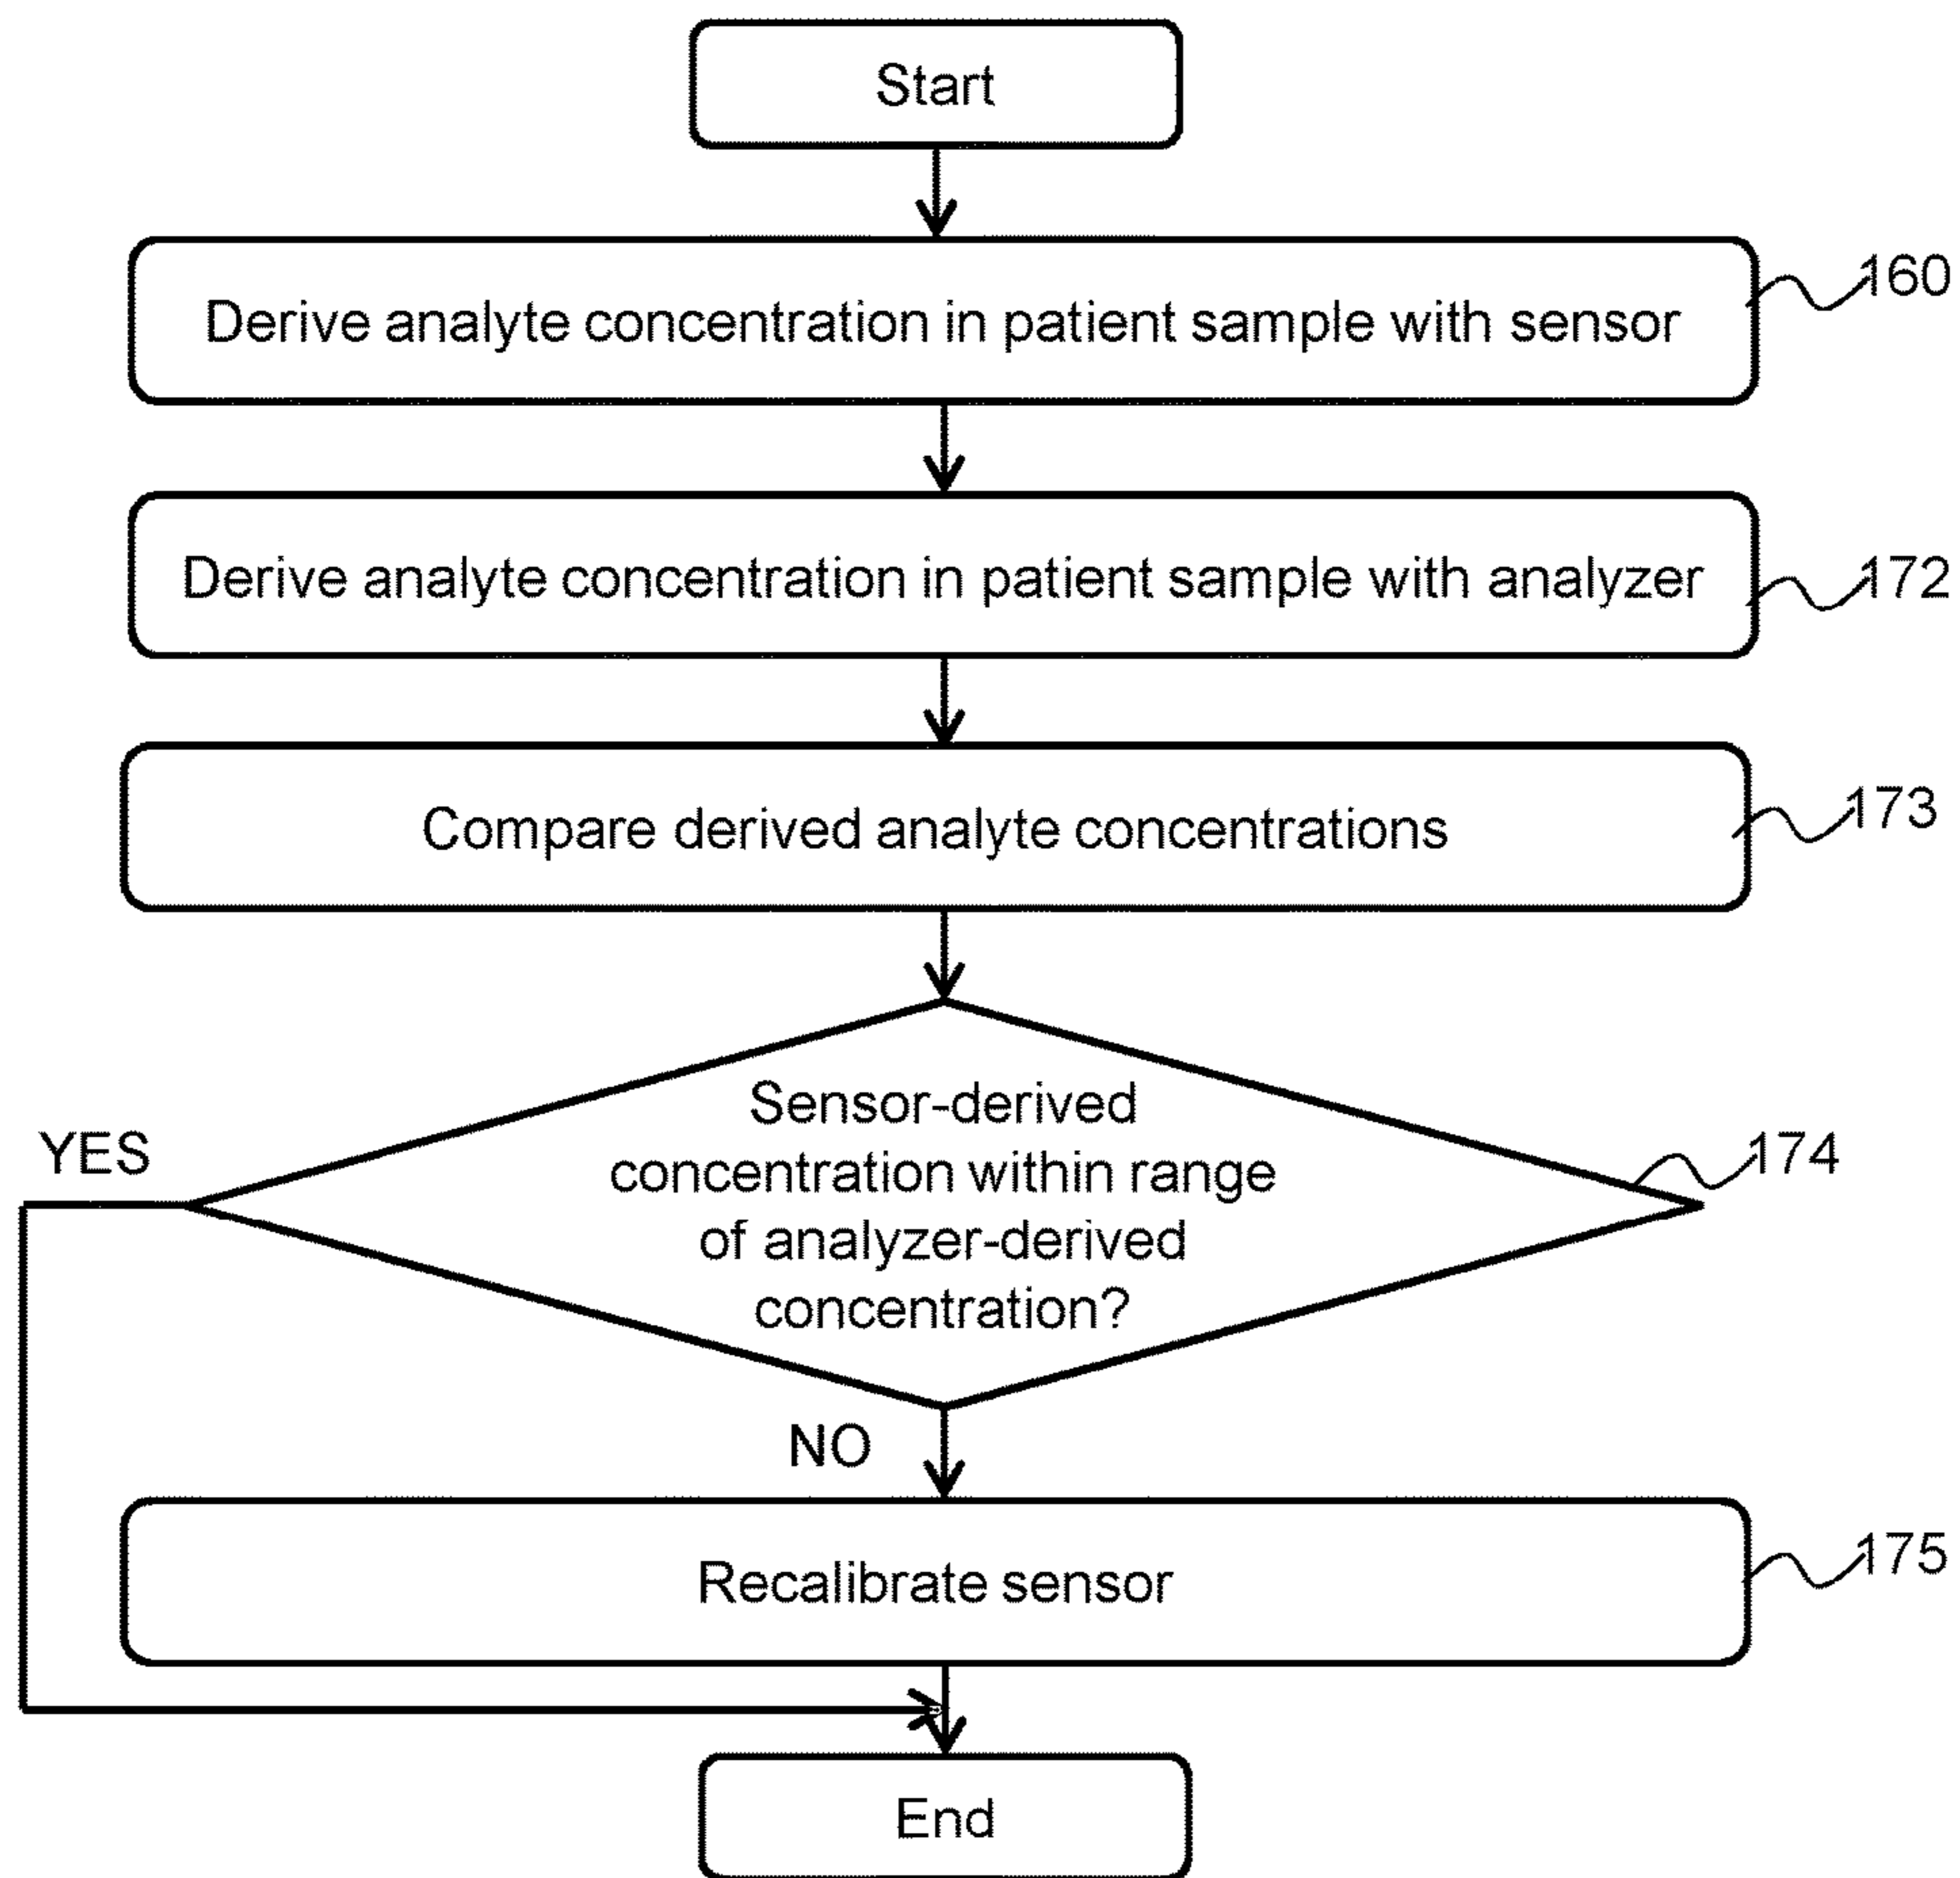 Start
Derive analyte concentration in patient sample with sensor
160
Derive analyte concentration in patient sample with analyzer
172
Compare derived analyte concentrations
173
Sensor-derived
concentration within range
of analyzer-derived
concentration?
YES
174
NO
Recalibrate sensor
175
End